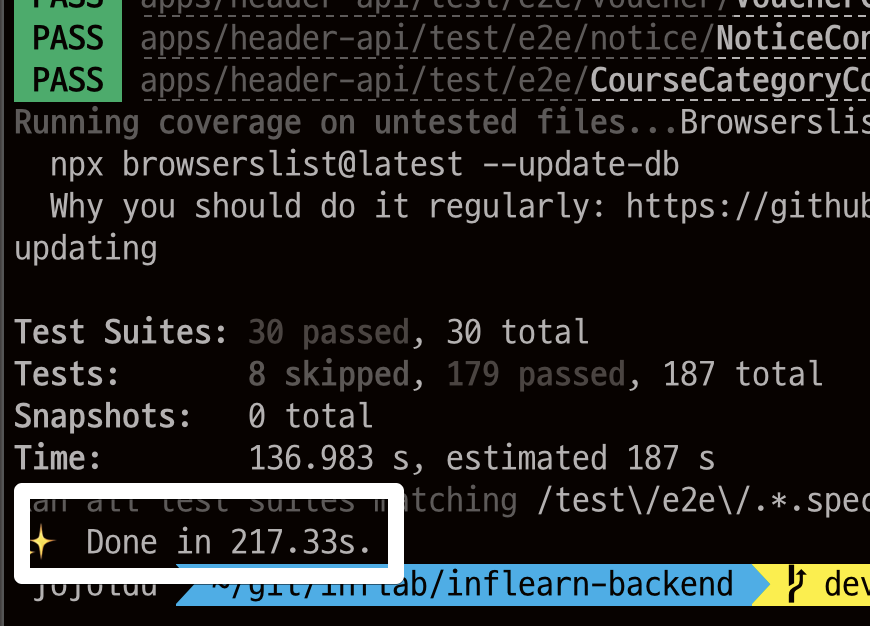 PASS apps/header-api/test/e2e/voucher/Voucher
PASS apps/header-api/test/e2e/notice/NoticeCon
PASS apps/header-api/test/e2e/CourseCategoryCo
Running coverage on untested files...Browserslis
npx browserslist@latest --update-db
Why you should do it regularly: https://github
updating
Test Suites: 30 passed, 30 total
Tests: 8 skipped, 179 passed, 187 total
Snapshots: 0 total
Time: 136.983 s, estimated 187 s
Ran all test suites matching /test\/e2e\/.*.spec
✨ Done in 217.33s.
jojoldu ~/git/inflab/inflearn-backend dev